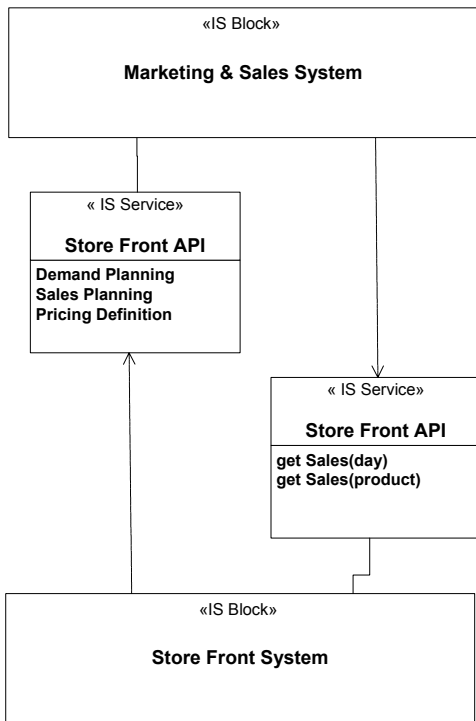 «IS Block»
Marketing & Sales System
« IS Service»
Store Front API
Demand Planning
Sales Planning
Pricing Definition
« IS Service»
Store Front API
get Sales(day)
get Sales(product)
«IS Block»
Store Front System